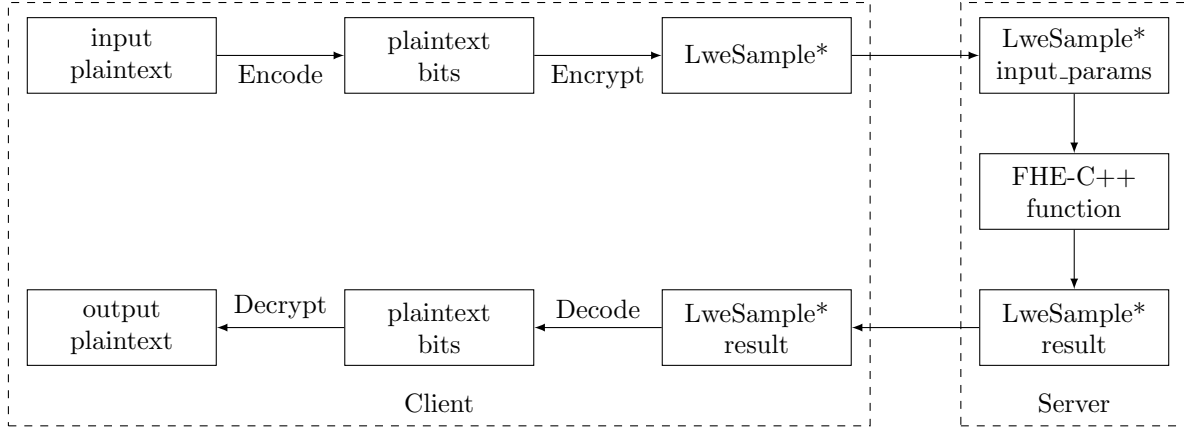 input
plaintext
Encode
plaintext
bits
Encrypt
LweSample*
LweSample*
input_params
FHE-C++
function
output
plaintext
Decrypt
plaintext
bits
Decode
LweSample*
result
LweSample*
result
Client
Server